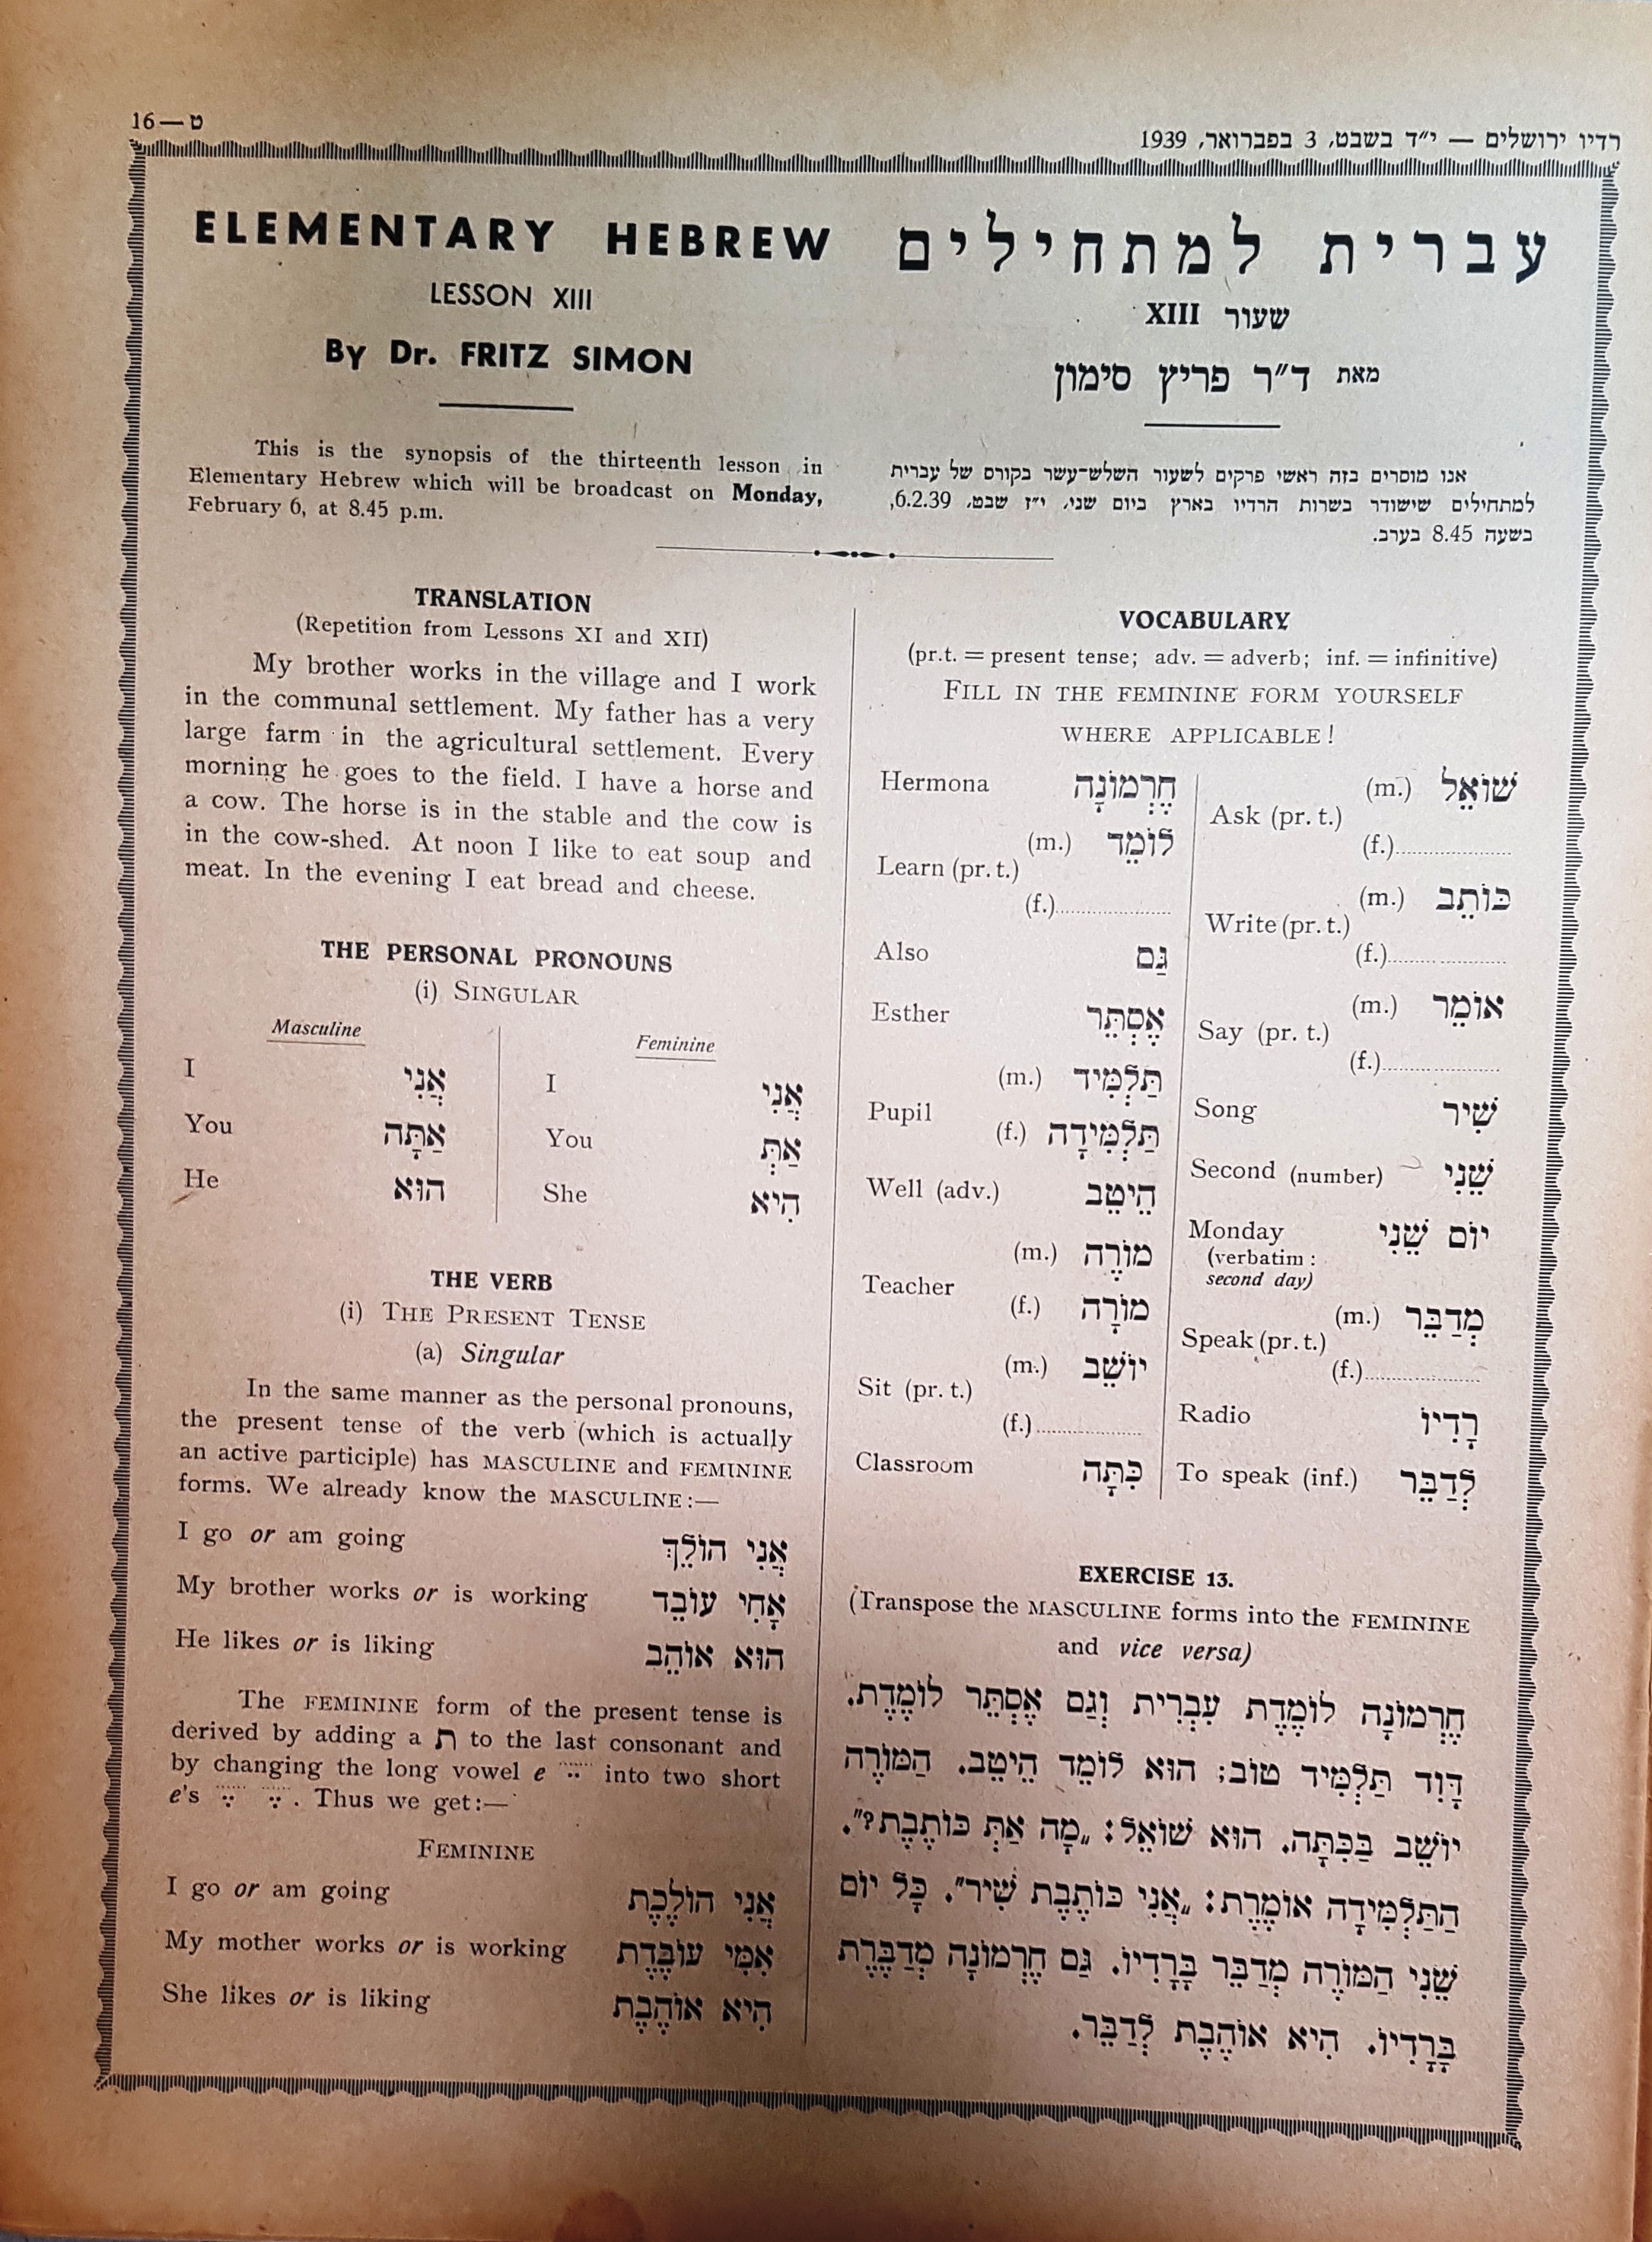 16 — ט
רדיו ירושלים — י״ד בשבט, 3 בפברואר, 1939
ELEMENTARY HEBREW
LESSON XIII
By Dr. FRITZ SIMON
This is the synopsis of the thirteenth lesson in
Elementary Hebrew which will be broadcast on Monday,
February 6, at 8.45 p.m.
עברית למתחילים
שעור XIII
מאת ד״ר פריץ סימון
אנו מוסרים בזה ראשי פרקים לשעור השלש־עשר בקורס של עברית
למתחילים שישודר בשרות הרדיו בארץ ביום שני, י״ז שבט, 6.2.39,
בשעה 8.45 בערב.
TRANSLATION
(Repetition from Lessons XI and XII)
My brother works in the village and I work
in the communal settlement. My father has a very
large farm in the agricultural settlement. Every
morning he goes to the field. I have a horse and
a cow. The horse is in the stable and the cow is
in the cow-shed. At noon I like to eat soup and
meat. In the evening I eat bread and cheese.
THE PERSONAL PRONOUNS
(i) SINGULAR
Masculine
I אֲנִי
You אַתָּה
He הוּא
Feminine
I אֲנִי
You אַתְּ
She הִיא
THE VERB
(i) THE PRESENT TENSE
(a) Singular
In the same manner as the personal pronouns,
the present tense of the verb (which is actually
an active participle) has MASCULINE and FEMININE
forms. We already know the MASCULINE:—
I go or am going אֲנִי הוֹלֵךְ
My brother works or is working אָחִי עוֹבֵד
He likes or is liking הוּא אוֹהֵב
The FEMININE form of the present tense is
derived by adding a ת to the last consonant and
by changing the long vowel e ֵ into two short
e's ֶ ֶ. Thus we get:—
FEMININE
I go or am going אֲנִי הוֹלֶכֶת
My mother works or is working אִמִּי עוֹבֶדֶת
She likes or is liking הִיא אוֹהֶבֶת
VOCABULARY
(pr.t. = present tense; adv. = adverb; inf. = infinitive)
FILL IN THE FEMININE FORM YOURSELF
WHERE APPLICABLE!
Hermona חֶרְמוֹנָה
Learn (pr. t.) (m.) לוֹמֵד
(f.)....................
Also גַּם
Esther אֶסְתֵּר
Pupil (m.) תַּלְמִיד
(f.) תַּלְמִידָה
Well (adv.) הֵיטֵב
Teacher (m.) מוֹרֶה
(f.) מוֹרָה
Sit (pr. t.) (m.) יוֹשֵׁב
(f.)....................
Classroom כִּתָּה
Ask (pr. t.) (m.) שׁוֹאֵל
(f.)....................
Write (pr. t.) (m.) כּוֹתֵב
(f.)....................
Say (pr. t.) (m.) אוֹמֵר
(f.)....................
Song שִׁיר
Second (number) שֵׁנִי
Monday יוֹם שֵׁנִי
(verbatim:
second day)
Speak (pr. t.) (m.) מְדַבֵּר
(f.)....................
Radio רָדִיוֹ
To speak (inf.) לְדַבֵּר
EXERCISE 13.
(Transpose the MASCULINE forms into the FEMININE
and vice versa)
חֶרְמוֹנָה לוֹמֶדֶת עִבְרִית וְגַם אֶסְתֵּר לוֹמֶדֶת.
דָּוִד תַּלְמִיד טוֹב; הוּא לוֹמֵד הֵיטֵב. הַמּוֹרֶה
יוֹשֵׁב בַּכִּתָּה. הוּא שׁוֹאֵל: „מָה אַתְּ כּוֹתֶבֶת?״.
הַתַּלְמִידָה אוֹמֶרֶת: „אֲנִי כּוֹתֶבֶת שִׁיר״. כָּל יוֹם
שֵׁנִי הַמּוֹרֶה מְדַבֵּר בָּרָדִיוֹ. גַּם חֶרְמוֹנָה מְדַבֶּרֶת
בָּרָדִיוֹ. הִיא אוֹהֶבֶת לְדַבֵּר.